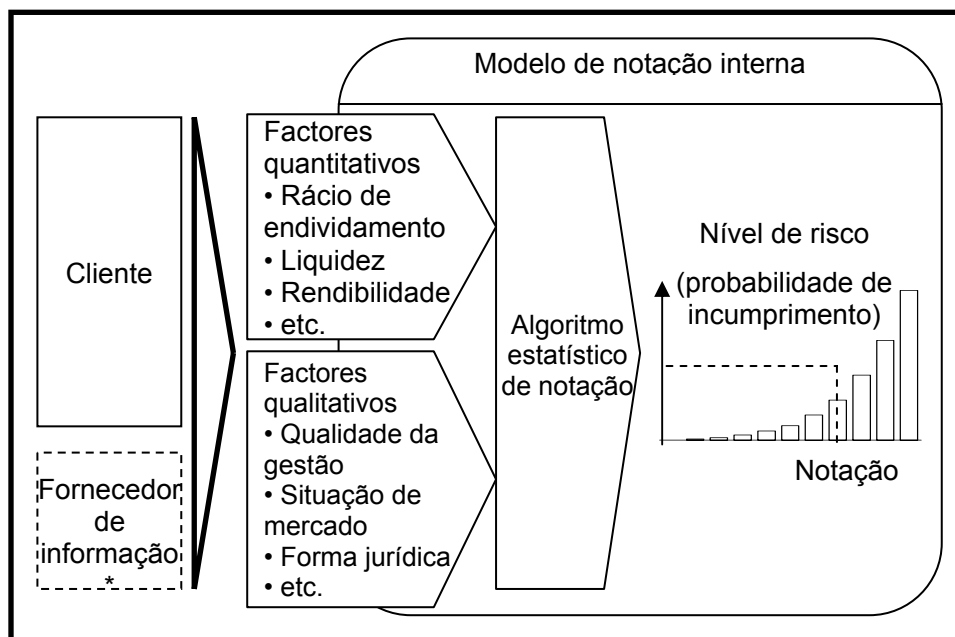 Modelo de notação interna
Cliente
Fornecedor
de
informação
*
Factores
quantitativos
• Rácio de
endividamento
• Liquidez
• Rendibilidade
• etc.
Factores
qualitativos
• Qualidade da
gestão
• Situação de
mercado
• Forma jurídica
• etc.
Algoritmo
estatístico
de notação
Nível de risco
(probabilidade de
incumprimento)
Notação